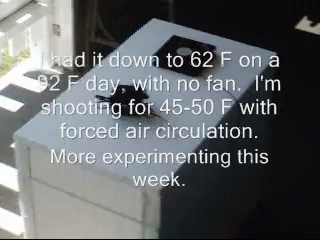 I had it down to 62 F on a
92 F day, with no fan.  I'm
shooting for 45-50 F with
forced air circulation.
More experimenting this
week.